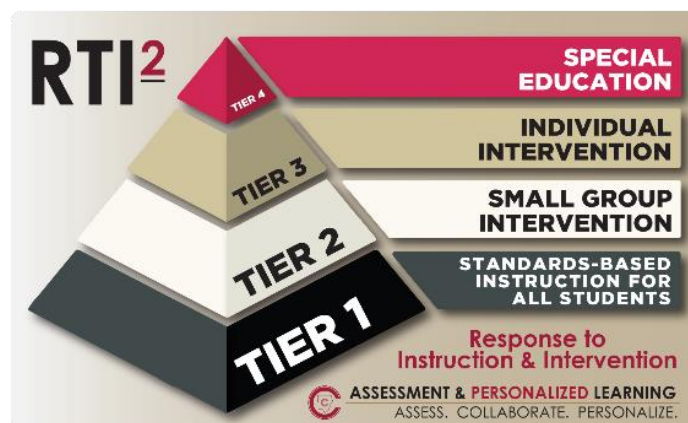 RTI²
SPECIAL
EDUCATION
TIER 4
INDIVIDUAL
INTERVENTION
TIER 3
SMALL GROUP
INTERVENTION
TIER 2
STANDARDS-BASED
INSTRUCTION FOR
ALL STUDENTS
TIER 1
Response to
Instruction & Intervention
C
ASSESSMENT & PERSONALIZED LEARNING
ASSESS. COLLABORATE. PERSONALIZE.